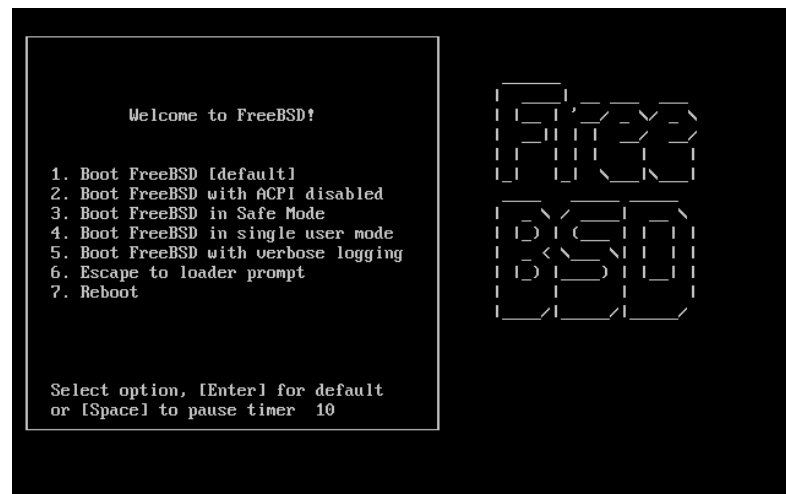 Welcome to FreeBSD!
1. Boot FreeBSD [default]
2. Boot FreeBSD with ACPI disabled
3. Boot FreeBSD in Safe Mode
4. Boot FreeBSD in single user mode
5. Boot FreeBSD with verbose logging
6. Escape to loader prompt
7. Reboot
Select option, [Enter] for default
or [Space] to pause timer  10
Free
BSD